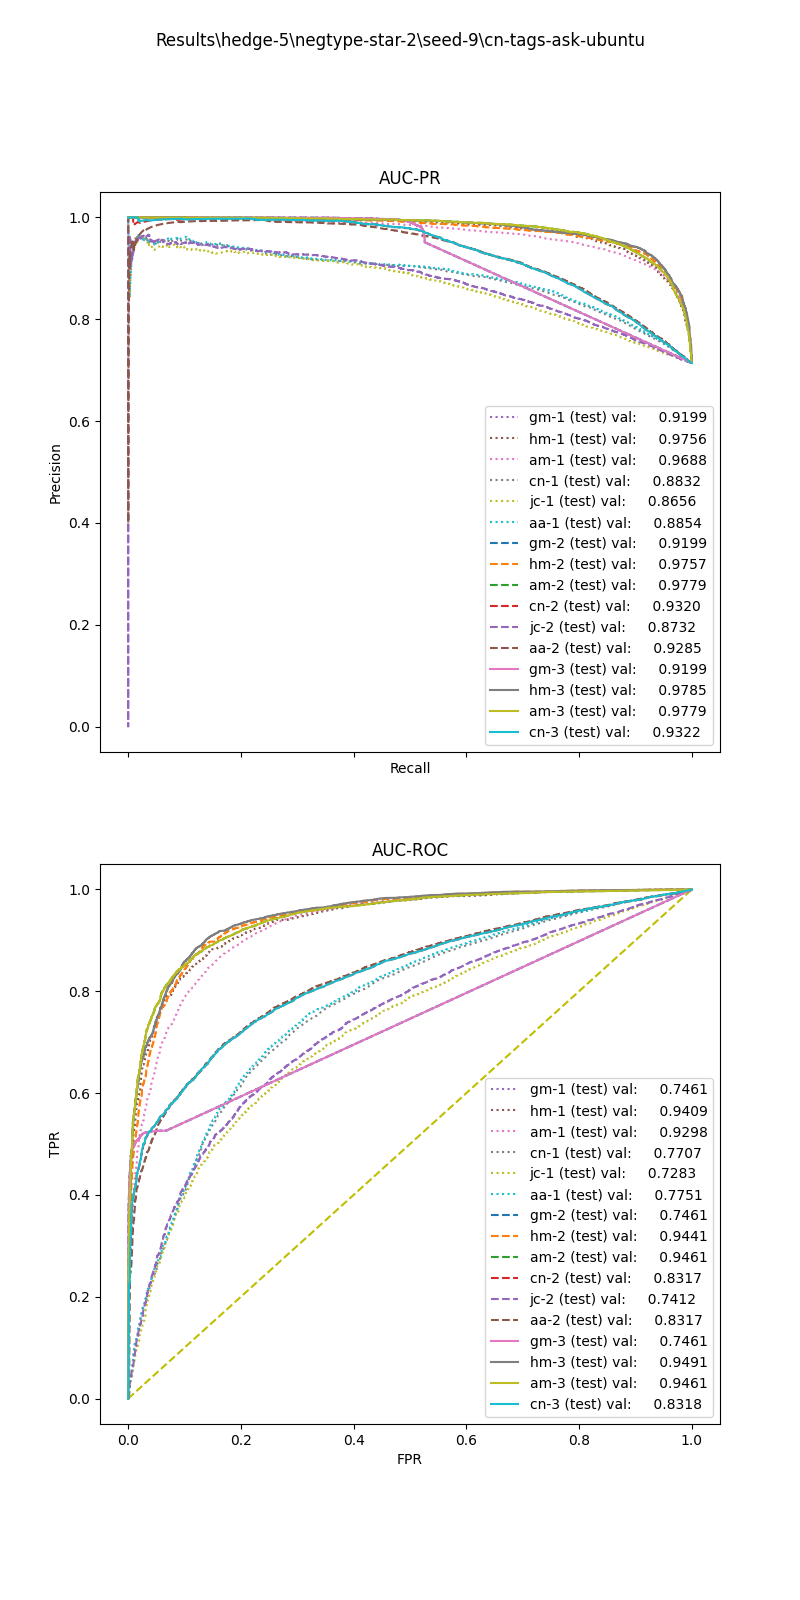 Results\hedge-5\negtype-star-2\seed-9\cn-tags-ask-ubuntu
AUC-PR
1.0
0.8
0.6
0.4
0.2
0.0
Precision
gm-1 (test) val: 0.9199
hm-1 (test) val: 0.9756
am-1 (test) val: 0.9688
cn-1 (test) val: 0.8832
jc-1 (test) val: 0.8656
aa-1 (test) val: 0.8854
gm-2 (test) val: 0.9199
hm-2 (test) val: 0.9757
am-2 (test) val: 0.9779
cn-2 (test) val: 0.9320
jc-2 (test) val: 0.8732
aa-2 (test) val: 0.9285
gm-3 (test) val: 0.9199
hm-3 (test) val: 0.9785
am-3 (test) val: 0.9779
cn-3 (test) val: 0.9322
Recall
AUC-ROC
1.0
0.8
0.6
0.4
0.2
0.0
TPR
gm-1 (test) val: 0.7461
hm-1 (test) val: 0.9409
am-1 (test) val: 0.9298
cn-1 (test) val: 0.7707
jc-1 (test) val: 0.7283
aa-1 (test) val: 0.7751
gm-2 (test) val: 0.7461
hm-2 (test) val: 0.9441
am-2 (test) val: 0.9461
cn-2 (test) val: 0.8317
jc-2 (test) val: 0.7412
aa-2 (test) val: 0.8317
gm-3 (test) val: 0.7461
hm-3 (test) val: 0.9491
am-3 (test) val: 0.9461
cn-3 (test) val: 0.8318
0.0 0.2 0.4 0.6 0.8 1.0
FPR